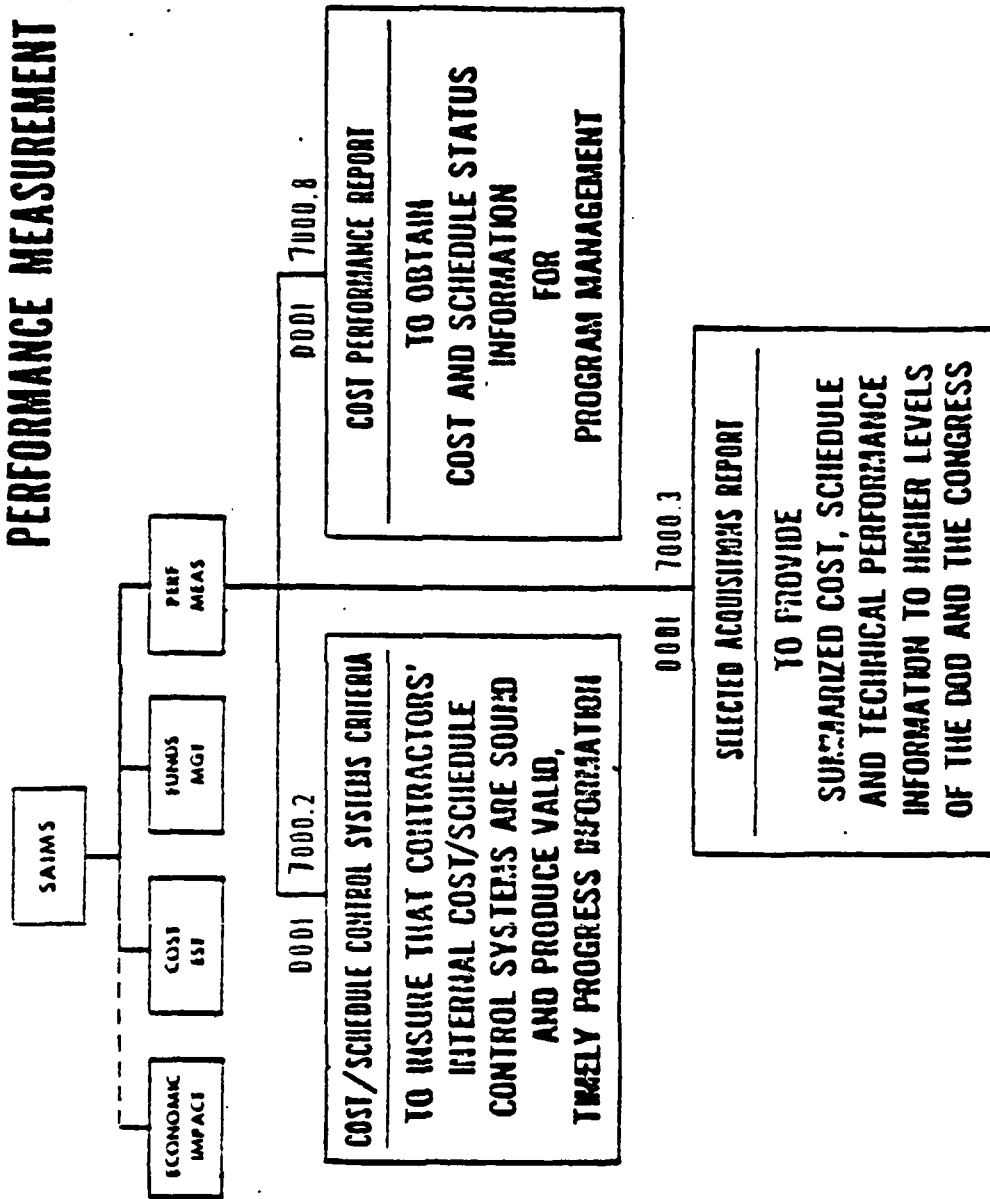 PERFORMANCE MEASUREMENT
SAIMS
ECONOMIC
IMPACT
COST
EST
FUNDS
MGT
PERF
MEAS
DODI 7000.2
COST/SCHEDULE CONTROL SYSTEMS CRITERIA
TO INSURE THAT CONTRACTORS'
INTERNAL COST/SCHEDULE
CONTROL SYSTEMS ARE SOUND
AND PRODUCE VALID,
TIMELY PROGRESS INFORMATION
DODI 7000.8
COST PERFORMANCE REPORT
TO OBTAIN
COST AND SCHEDULE STATUS
INFORMATION
FOR
PROGRAM MANAGEMENT
DODI 7000.3
SELECTED ACQUISITIONS REPORT
TO PROVIDE
SUMMARIZED COST, SCHEDULE
AND TECHNICAL PERFORMANCE
INFORMATION TO HIGHER LEVELS
OF THE DOD AND THE CONGRESS